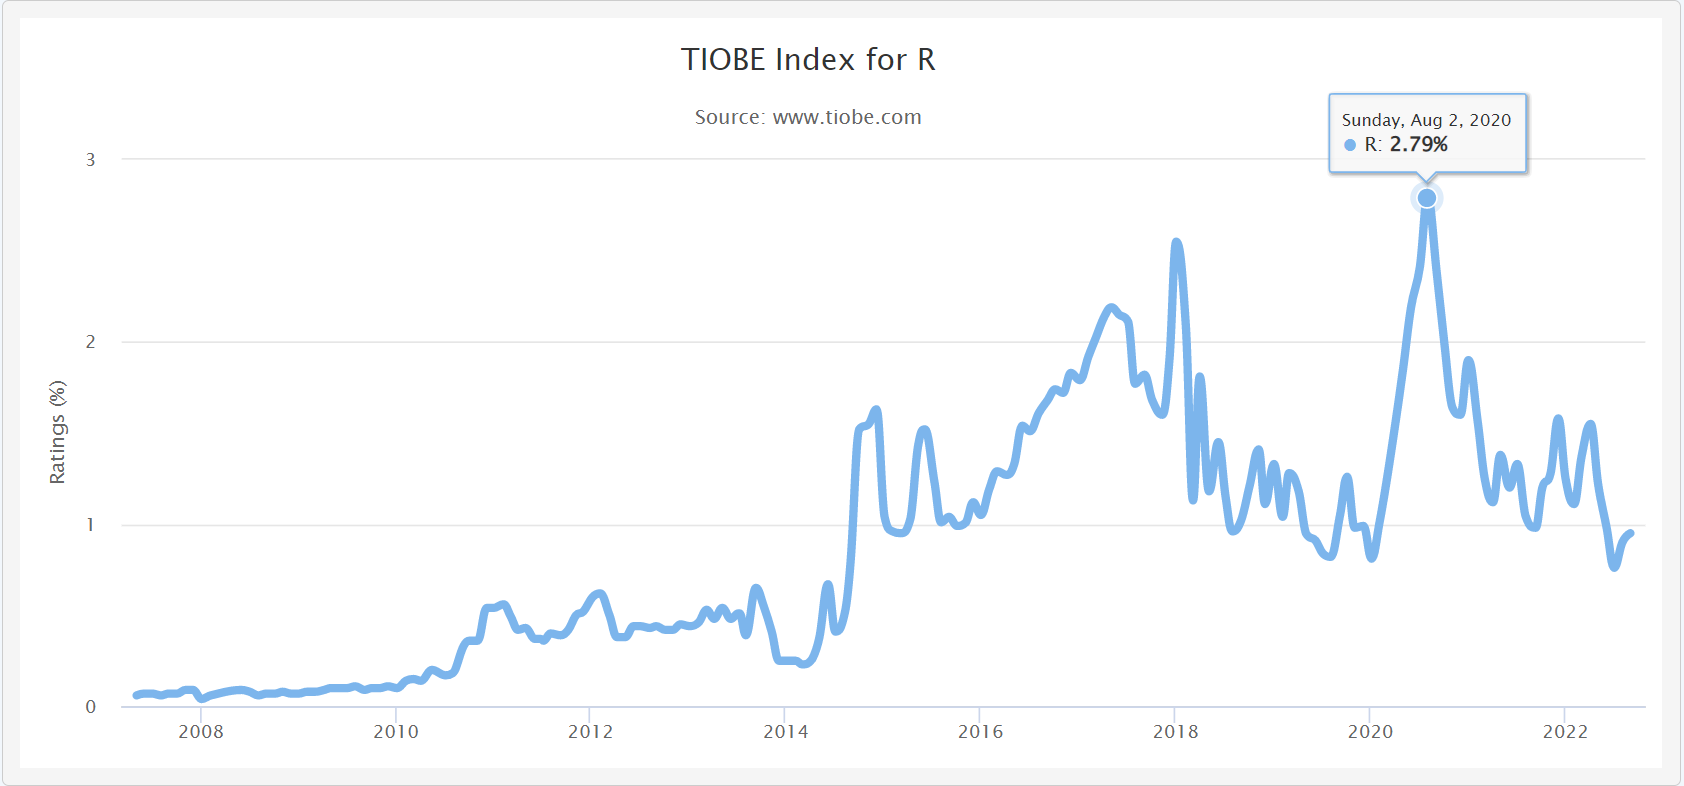 TIOBE Index for R
Source: www.tiobe.com
Sunday, Aug 2, 2020
R: 2.79%
Ratings (%)
3
2
1
0
2008 2010 2012 2014 2016 2018 2020 2022